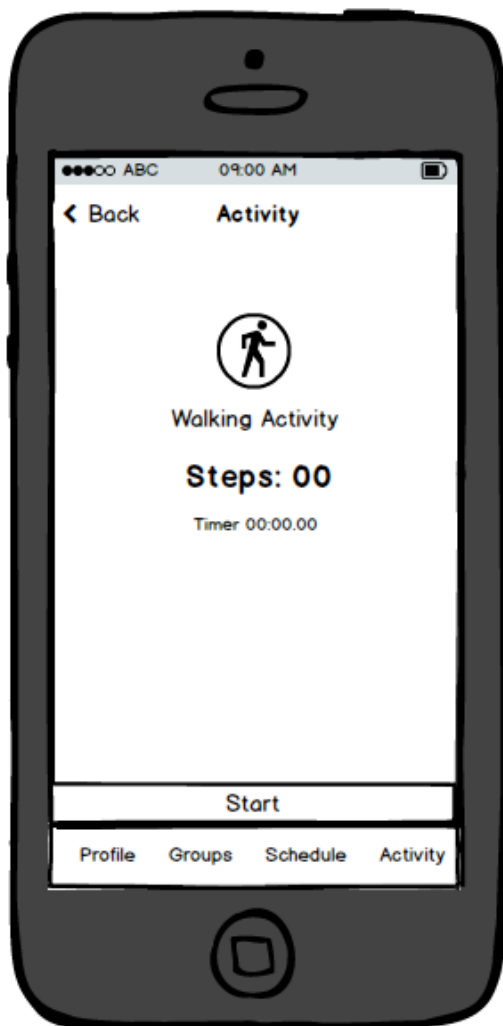 ABC 09:00 AM
Back Activity
Walking Activity
Steps: 00
Timer 00:00.00
Start
Profile Groups Schedule Activity